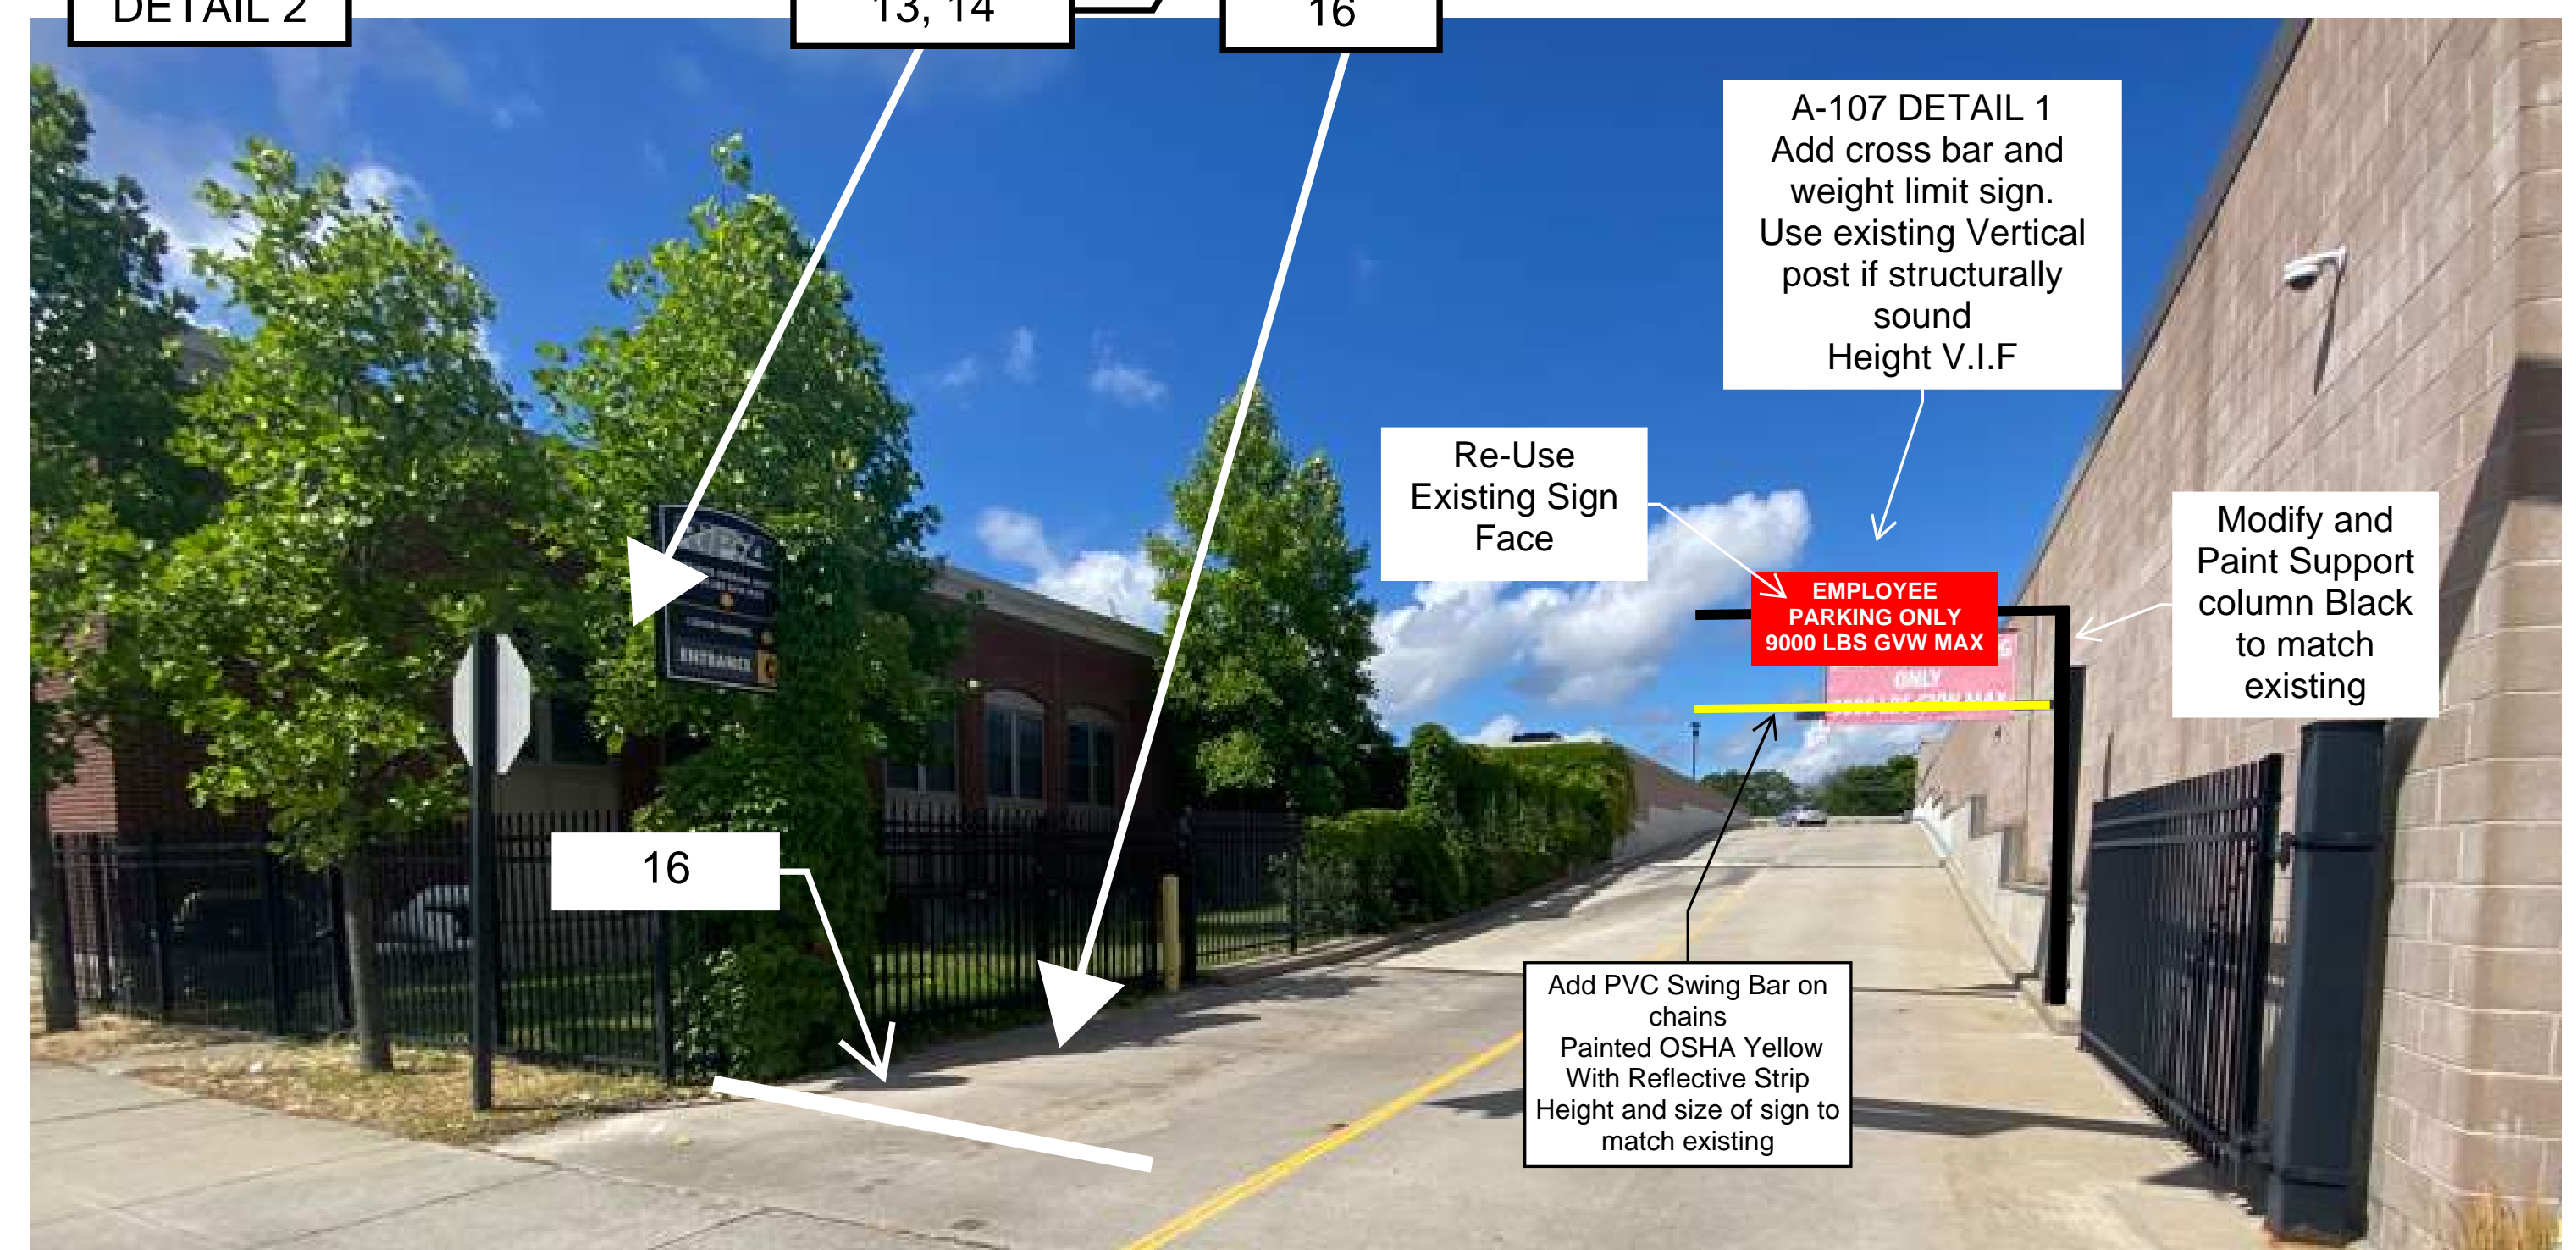 DETAIL 2
13, 14
16
A-107 DETAIL 1
Add cross bar and
weight limit sign.
Use existing Vertical
post if structurally
sound
Height V.I.F
Re-Use
Existing Sign
Face
EMPLOYEE
PARKING ONLY
9000 LBS GVW MAX
ONLY
Modify and
Paint Support
column Black
to match
existing
ENTRANCE
16
Add PVC Swing Bar on
chains
Painted OSHA Yellow
With Reflective Strip
Height and size of sign to
match existing